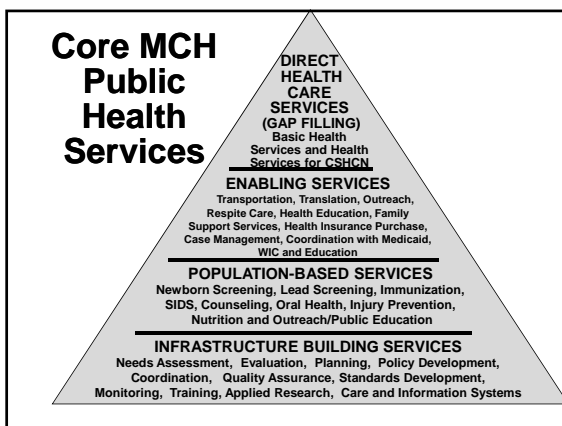 Core MCH
Public
Health
Services
DIRECT
HEALTH
CARE
SERVICES
(GAP FILLING)
Basic Health
Services and Health
Services for CSHCN
ENABLING SERVICES
Transportation, Translation, Outreach,
Respite Care, Health Education, Family
Support Services, Health Insurance Purchase,
Case Management, Coordination with Medicaid,
WIC and Education
POPULATION-BASED SERVICES
Newborn Screening, Lead Screening, Immunization,
SIDS, Counseling, Oral Health, Injury Prevention,
Nutrition and Outreach/Public Education
INFRASTRUCTURE BUILDING SERVICES
Needs Assessment, Evaluation, Planning, Policy Development,
Coordination, Quality Assurance, Standards Development,
Monitoring, Training, Applied Research, Care and Information Systems